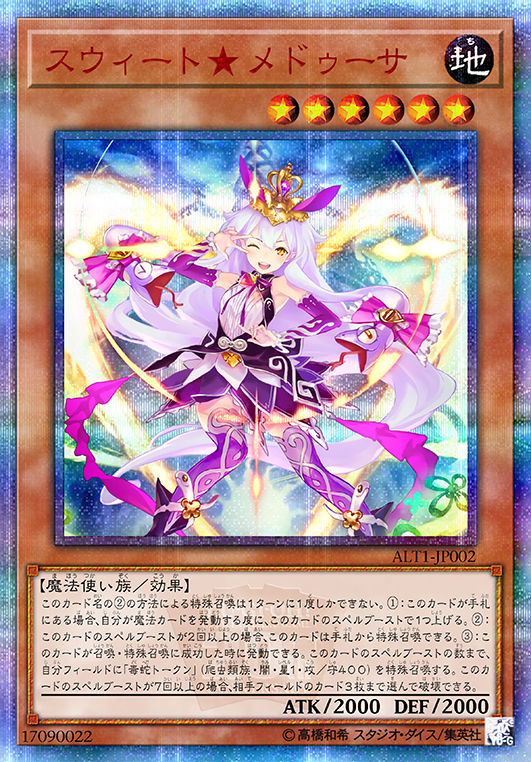 スウィート★メドゥーサ
地
ALT1-JP002
【魔法使い族／効果】
このカード名の②の方法による特殊召喚は1ターンに1度しかできない。①：このカードが手札
にある場合、自分が魔法カードを発動する度に、このカードのスペルブーストで1つ上げる。②：
このカードのスペルブーストが2回以上の場合、このカードは手札から特殊召喚できる。③：この
カードが召喚・特殊召喚に成功した時に発動できる。このカードのスペルブーストの数まで、
自分フィールドに「毒蛇トークン」（爬虫類族・闇・星1・攻／守400）を特殊召喚する。このカー
ドのスペルブーストが7回以上の場合、相手フィールドのカード3枚まで選んで破壊できる。
ATK/2000 DEF/2000
17090022
©高橋和希 スタジオ・ダイス/集英社